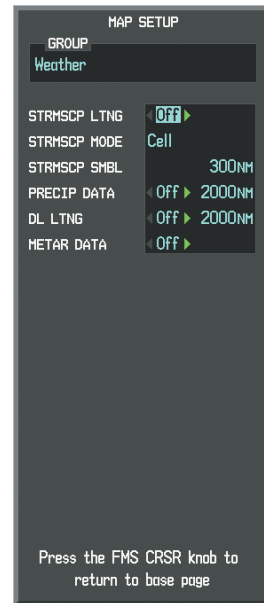 MAP SETUP
GROUP
Weather
STRMSCP LTNG Off
STRMSCP MODE Cell
STRMSCP SMBL 300NM
PRECIP DATA Off 2000NM
DL LTNG Off 2000NM
METAR DATA Off
Press the FMS CRSR knob to
return to base page